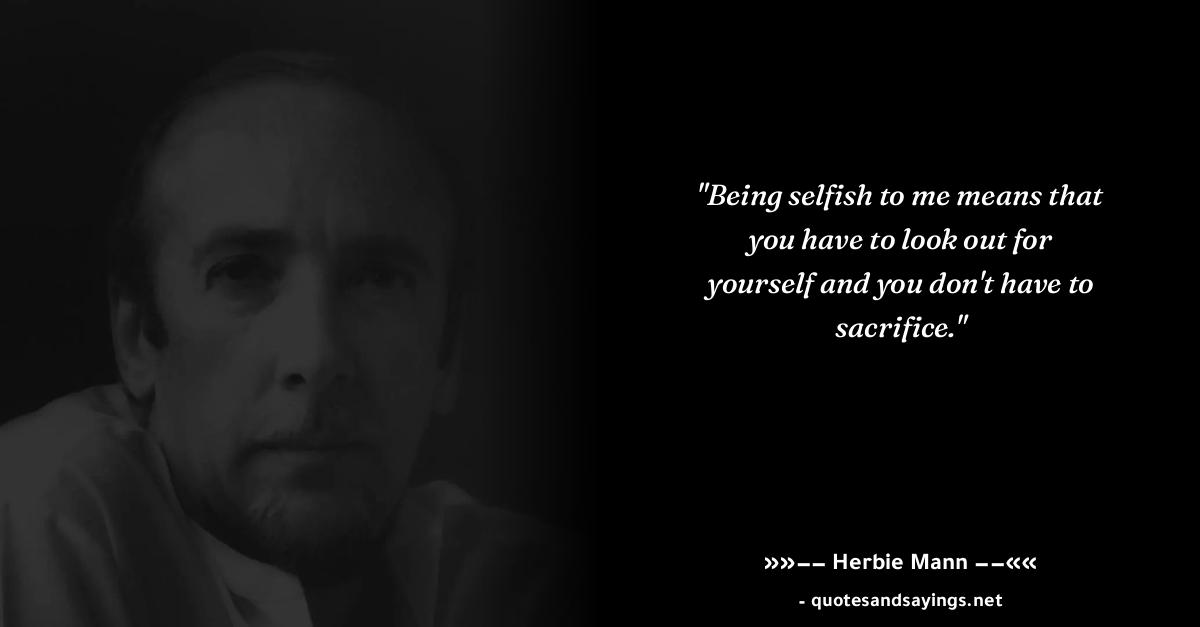 "Being selfish to me means that
you have to look out for
yourself and you don't have to
sacrifice."
»»−− Herbie Mann −−««
- quotesandsayings.net